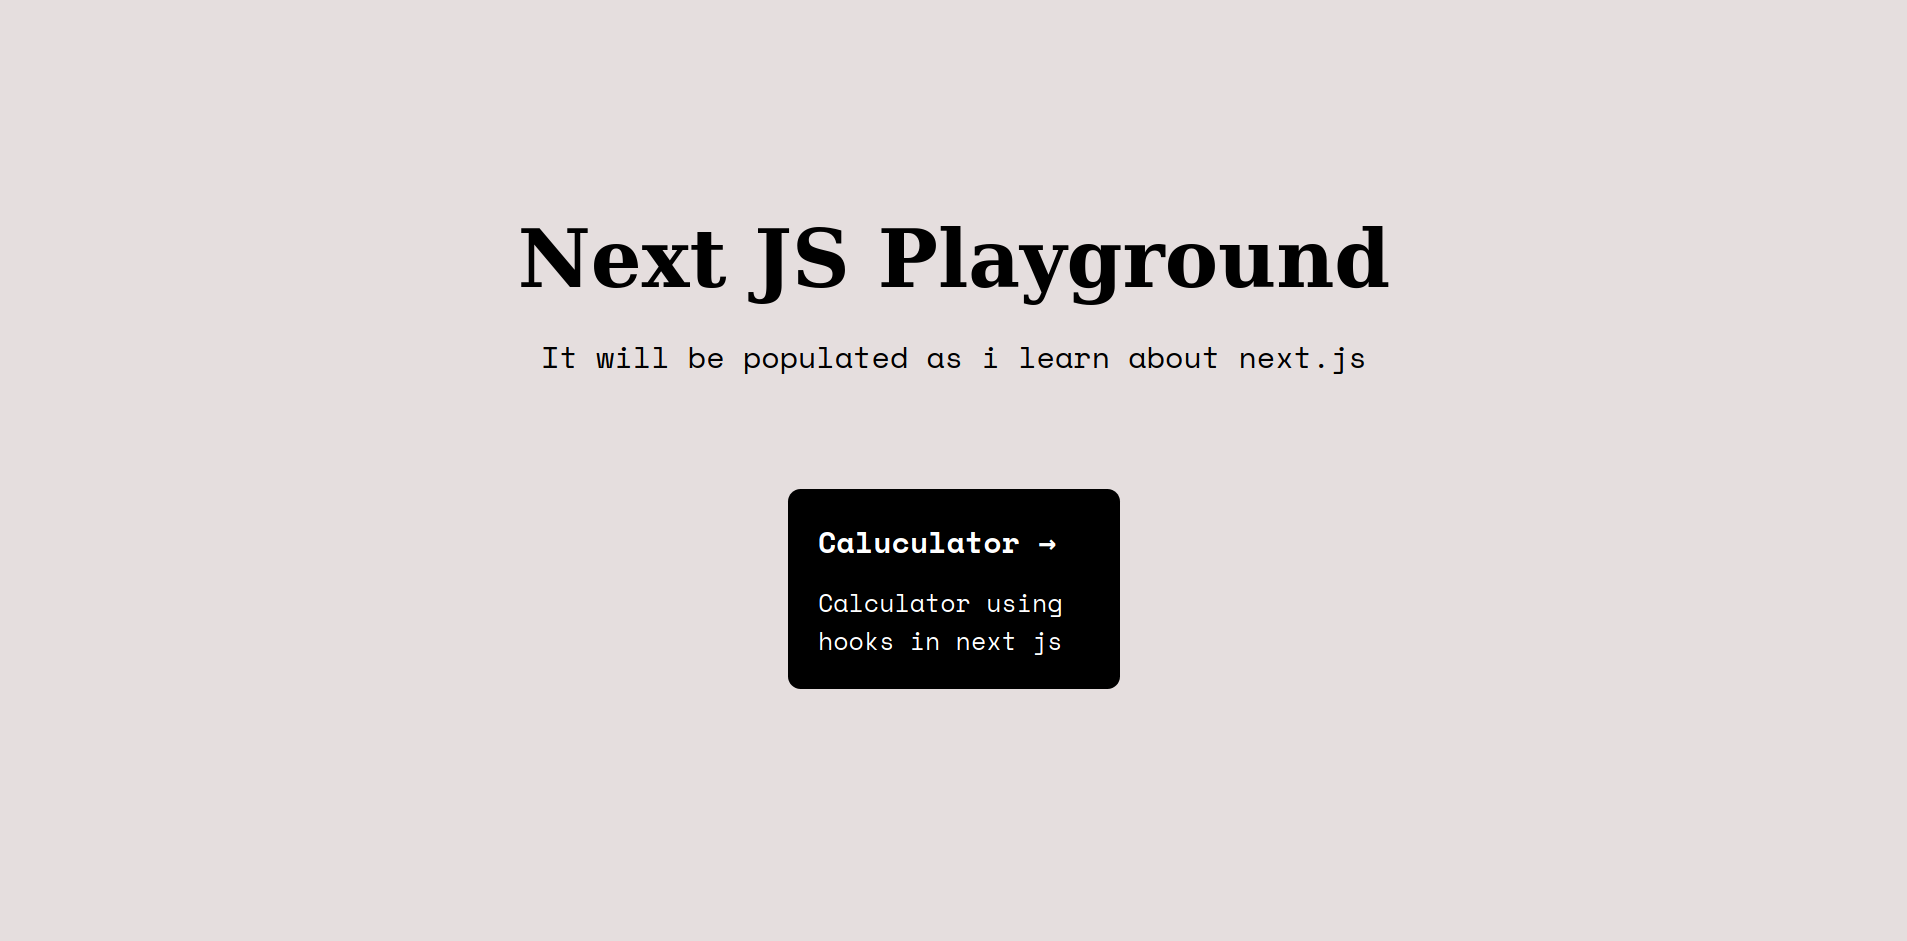 Next JS Playground
It will be populated as i learn about next.js
Caluculator →
Calculator using
hooks in next js